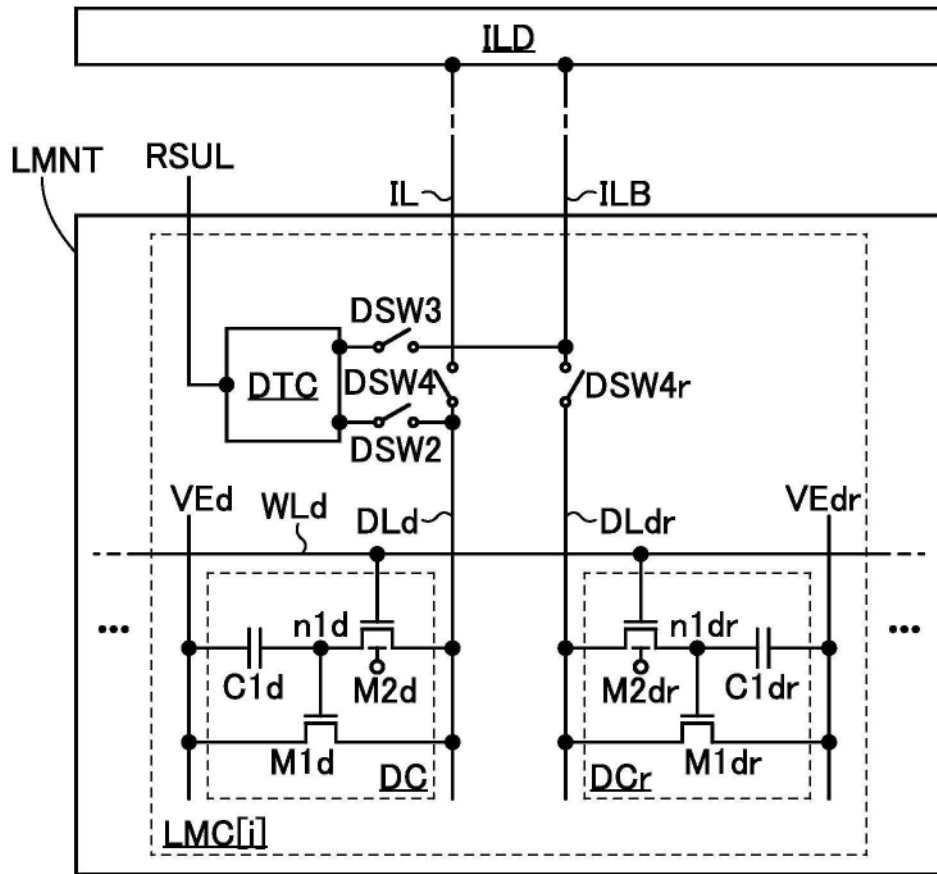 ILD
LMNT
RSUL
IL
ILB
DSW3
DTC
DSW4
DSW4r
DSW2
VEd
WLd
DLd
DLdr
VEdr
...
n1d
n1dr
...
C1d
M2d
M2dr
C1dr
M1d
DC
DCr
M1dr
LMC[j]